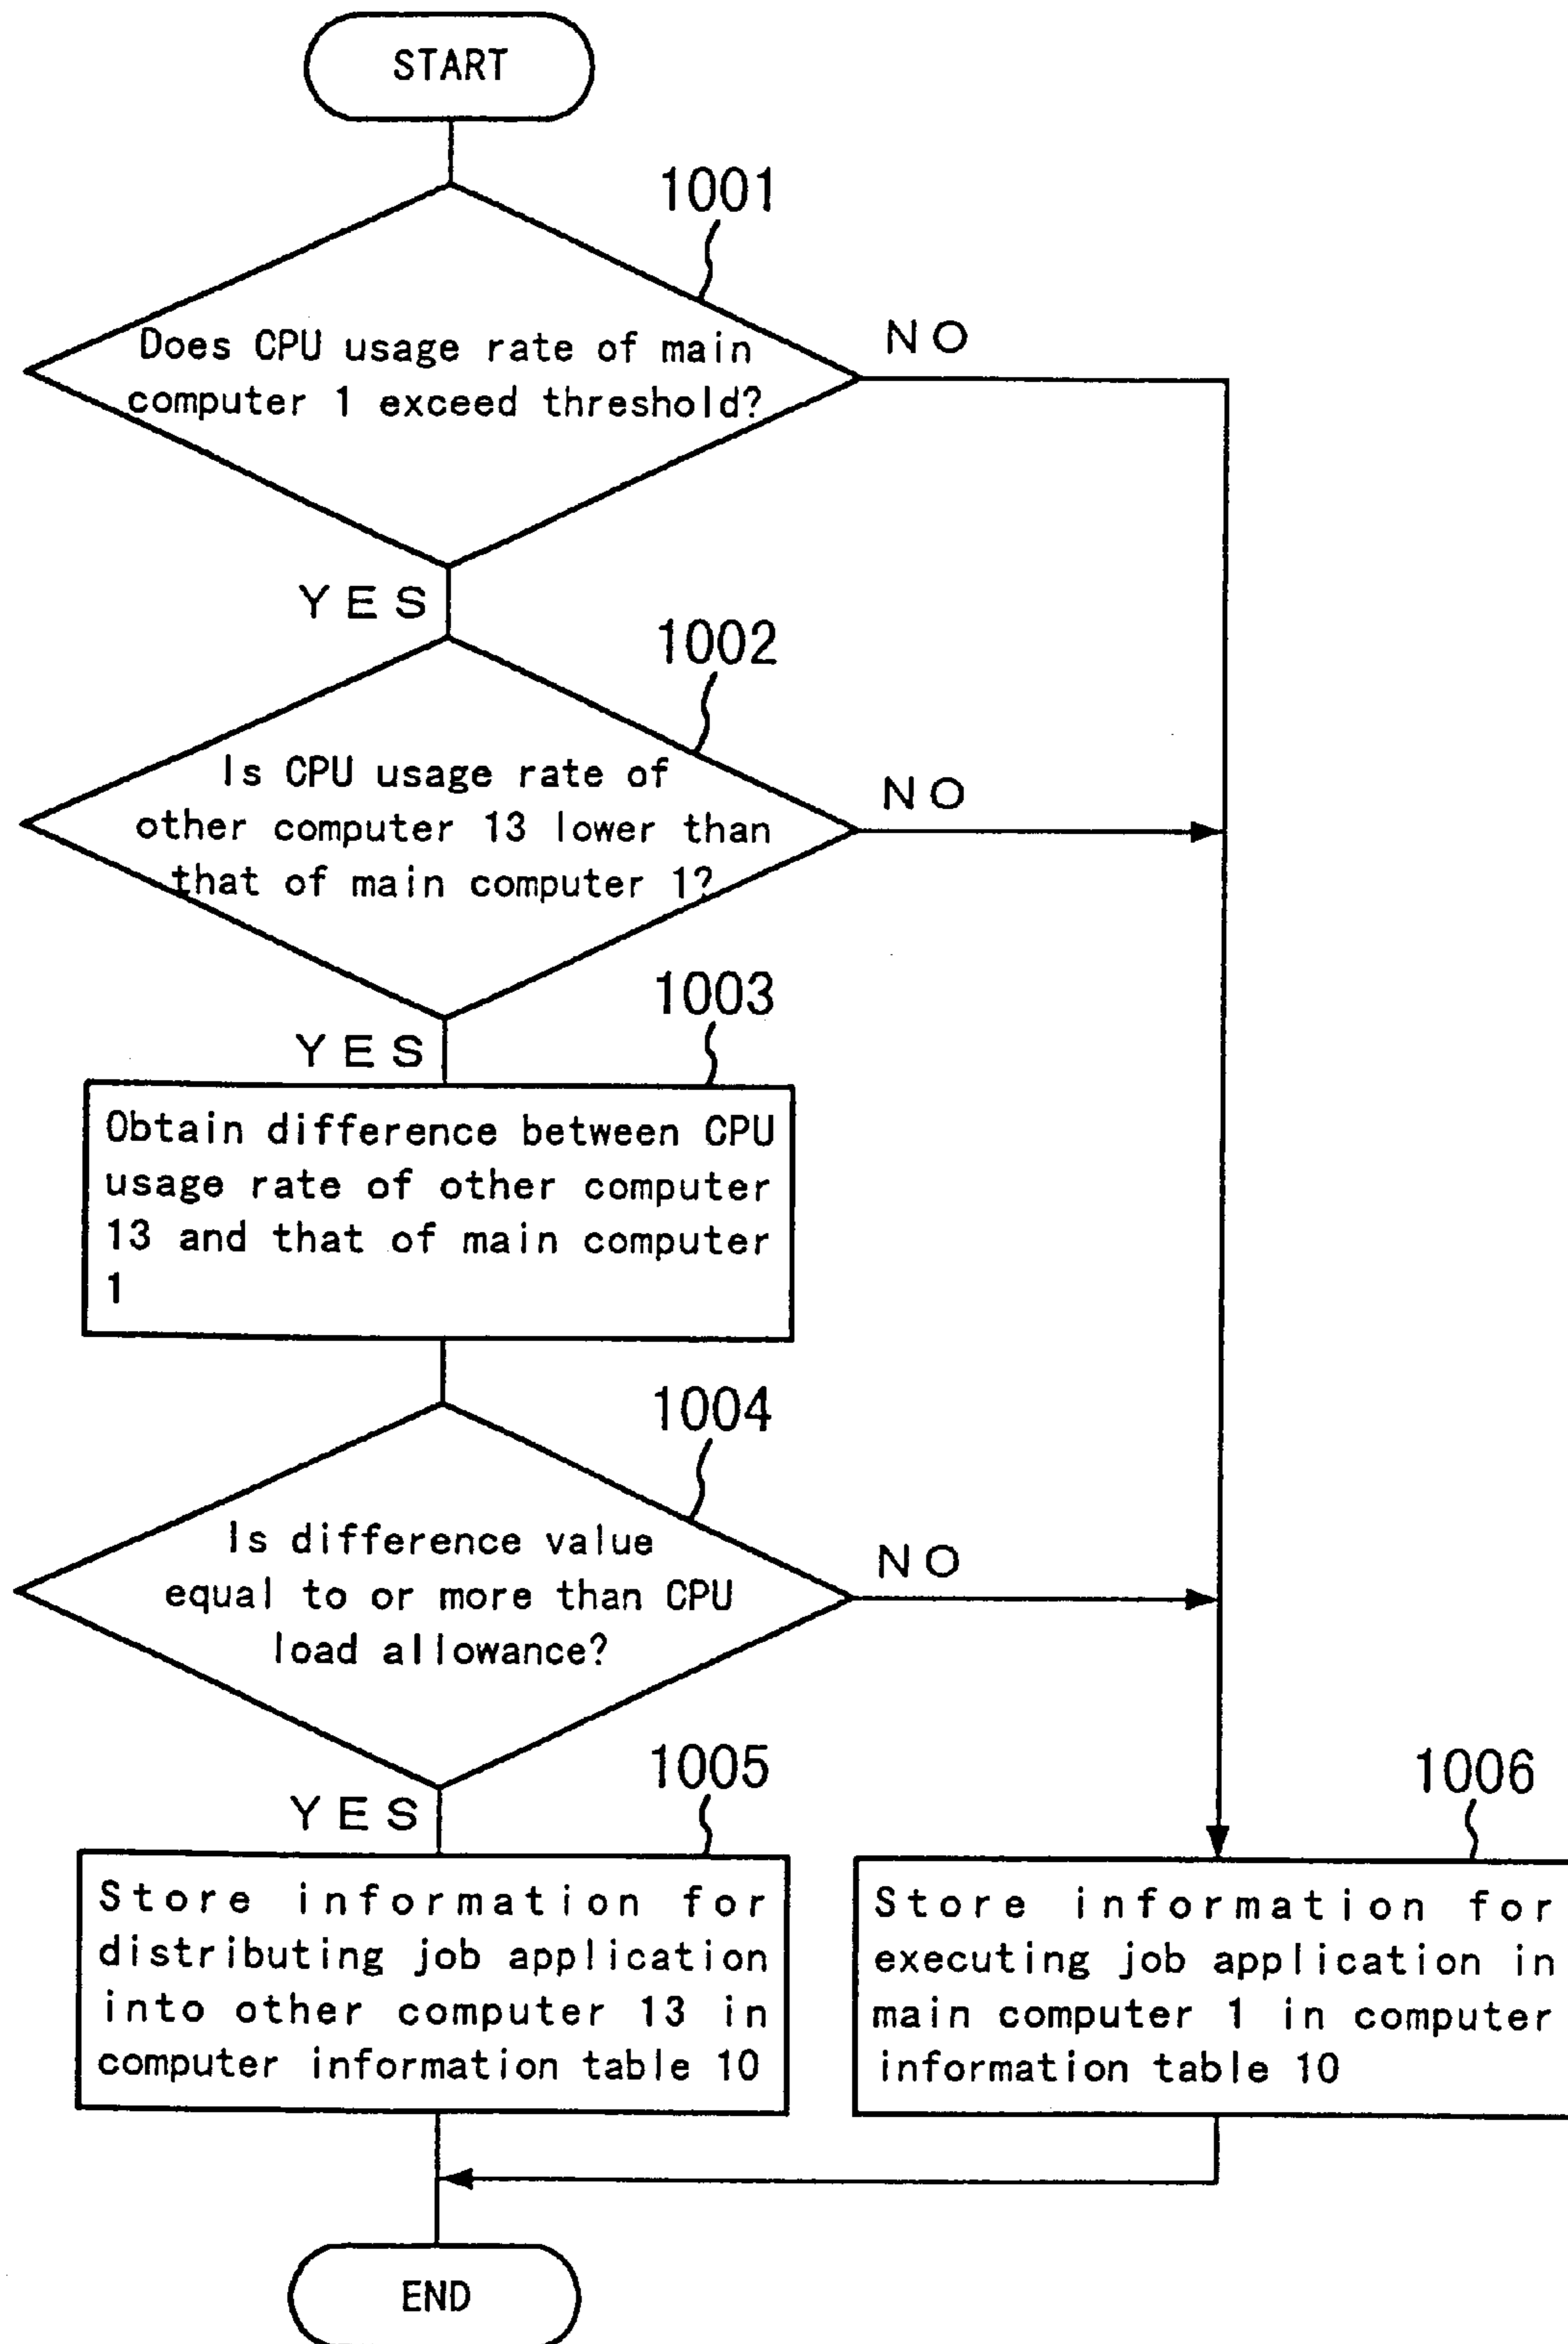 START
1001
Does CPU usage rate of main
computer 1 exceed threshold?
NO
YES
1002
Is CPU usage rate of
other computer 13 lower than
that of main computer 1?
NO
YES
1003
Obtain difference between CPU
usage rate of other computer
13 and that of main computer
1
1004
Is difference value
equal to or more than CPU
load allowance?
NO
YES
1005
Store information for
distributing job application
into other computer 13 in
computer information table 10
1006
Store information for
executing job application in
main computer 1 in computer
information table 10
END